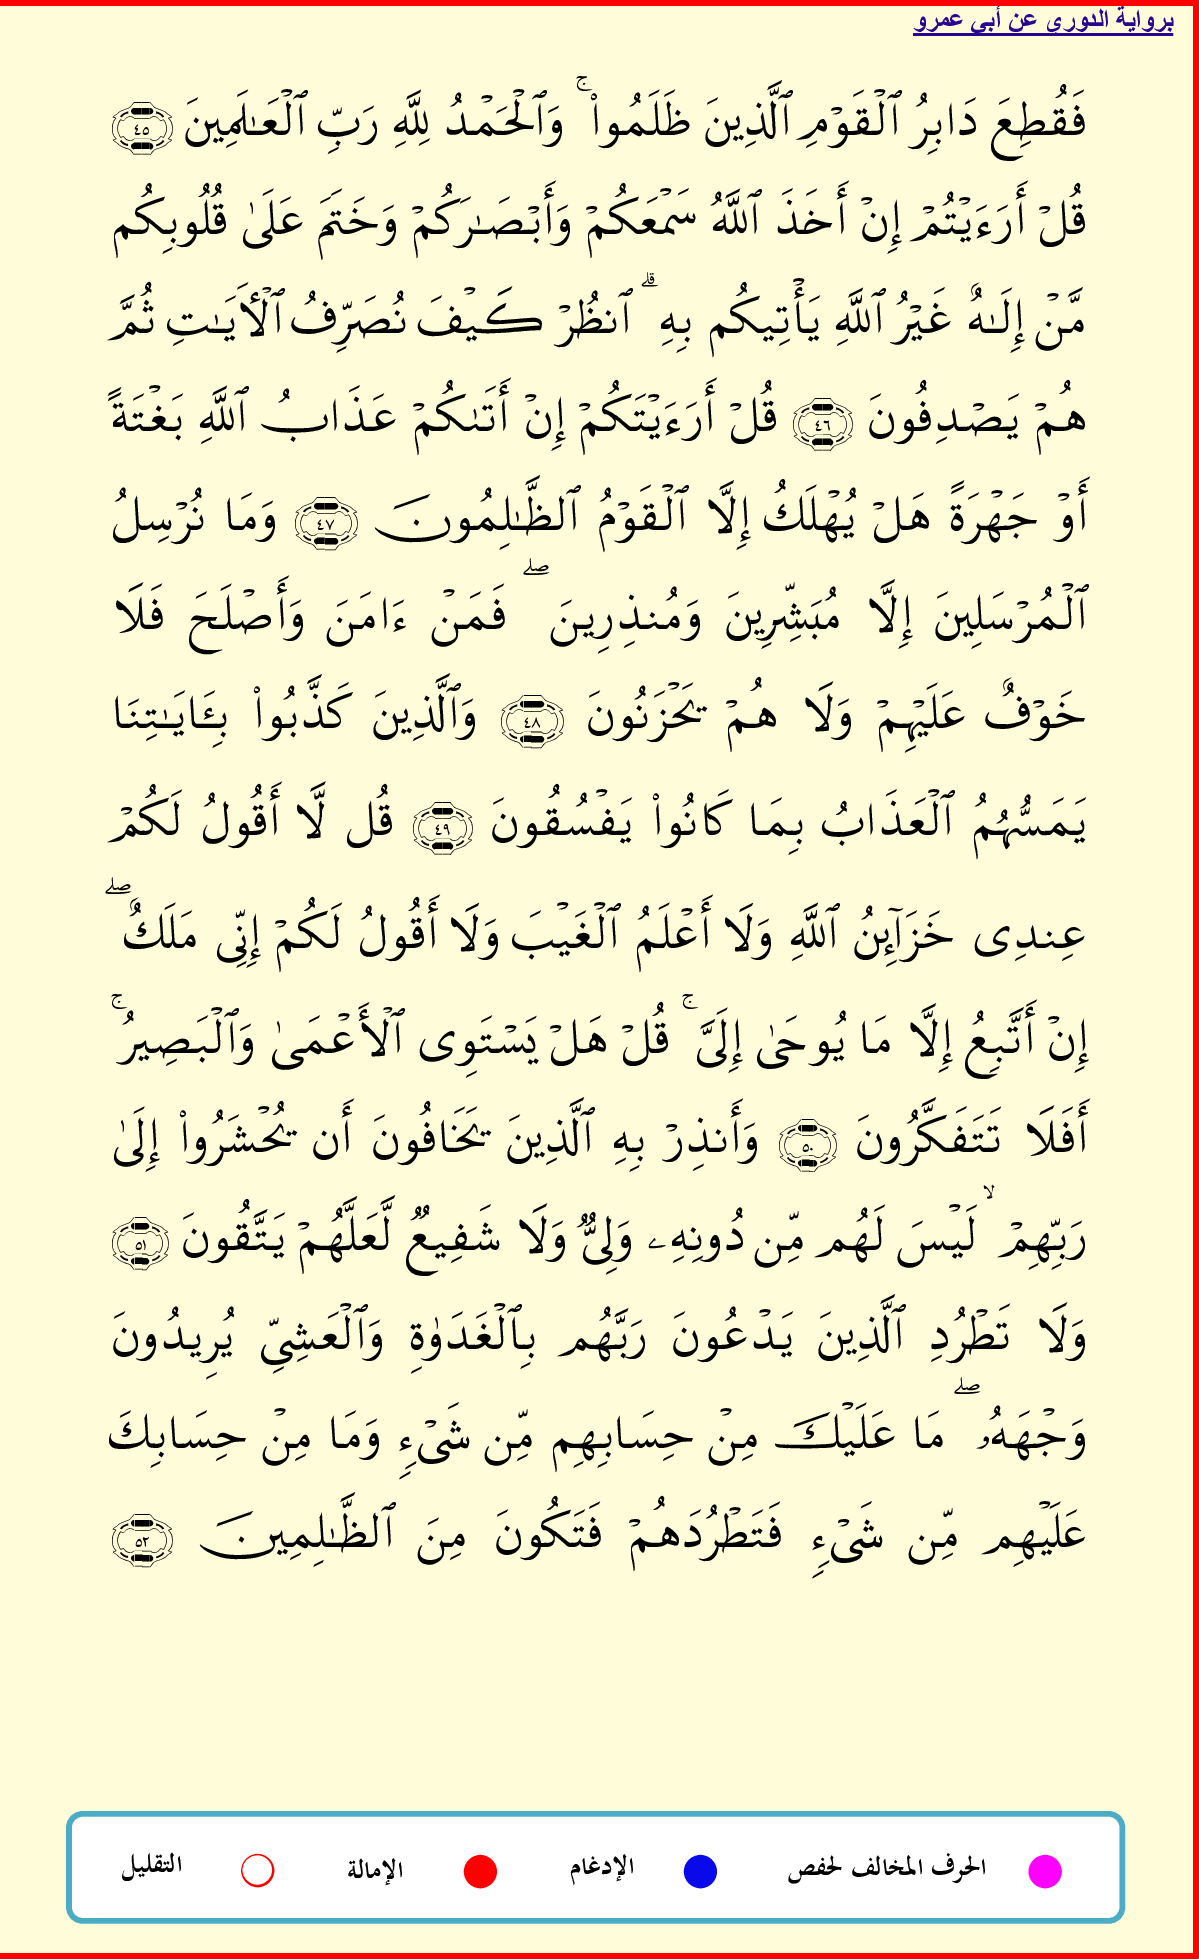 برواية الدوري عن أبي عمرو
فَقُطِعَ دَابِرُ ٱلْقَوْمِ ٱلَّذِينَ ظَلَمُوا۟ ۚ وَٱلْحَمْدُ لِلَّهِ رَبِّ ٱلْعَـٰلَمِينَ ٤٥
قُلْ أَرَءَيْتُمْ إِنْ أَخَذَ ٱللَّهُ سَمْعَكُمْ وَأَبْصَـٰرَكُمْ وَخَتَمَ عَلَىٰ قُلُوبِكُم
مَّنْ إِلَـٰهٌ غَيْرُ ٱللَّهِ يَأْتِيكُم بِهِ ۗ ٱنظُرْ كَيْفَ نُصَرِّفُ ٱلْأَيَـٰتِ ثُمَّ
هُمْ يَصْدِفُونَ ٤٦ قُلْ أَرَءَيْتَكُمْ إِنْ أَتَىٰكُمْ عَذَابُ ٱللَّهِ بَغْتَةً
أَوْ جَهْرَةً هَلْ يُهْلَكُ إِلَّا ٱلْقَوْمُ ٱلظَّـٰلِمُونَ ٤٧ وَمَا نُرْسِلُ
ٱلْمُرْسَلِينَ إِلَّا مُبَشِّرِينَ وَمُنذِرِينَ ۖ فَمَنْ ءَامَنَ وَأَصْلَحَ فَلَا
خَوْفٌ عَلَيْهِمْ وَلَا هُمْ يَحْزَنُونَ ٤٨ وَٱلَّذِينَ كَذَّبُوا۟ بِـَٔايَـٰتِنَا
يَمَسُّهُمُ ٱلْعَذَابُ بِمَا كَانُوا۟ يَفْسُقُونَ ٤٩ قُل لَّا أَقُولُ لَكُمْ
عِندِى خَزَآئِنُ ٱللَّهِ وَلَا أَعْلَمُ ٱلْغَيْبَ وَلَا أَقُولُ لَكُمْ إِنِّى مَلَكٌ ۖ
إِنْ أَتَّبِعُ إِلَّا مَا يُوحَىٰ إِلَىَّ ۚ قُلْ هَلْ يَسْتَوِى ٱلْأَعْمَىٰ وَٱلْبَصِيرُ ۚ
أَفَلَا تَتَفَكَّرُونَ ٥٠ وَأَنذِرْ بِهِ ٱلَّذِينَ يَخَافُونَ أَن يُحْشَرُوا۟ إِلَىٰ
رَبِّهِمْ ۙ لَيْسَ لَهُم مِّن دُونِهِۦ وَلِىٌّ وَلَا شَفِيعٌ لَّعَلَّهُمْ يَتَّقُونَ ٥١
وَلَا تَطْرُدِ ٱلَّذِينَ يَدْعُونَ رَبَّهُم بِٱلْغَدَوٰةِ وَٱلْعَشِىِّ يُرِيدُونَ
وَجْهَهُۥ ۖ مَا عَلَيْكَ مِنْ حِسَابِهِم مِّن شَىْءٍ وَمَا مِنْ حِسَابِكَ
عَلَيْهِم مِّن شَىْءٍ فَتَطْرُدَهُمْ فَتَكُونَ مِنَ ٱلظَّـٰلِمِينَ ٥٢
الحرف المخالف لحفص الإدغام الإمالة التقليل